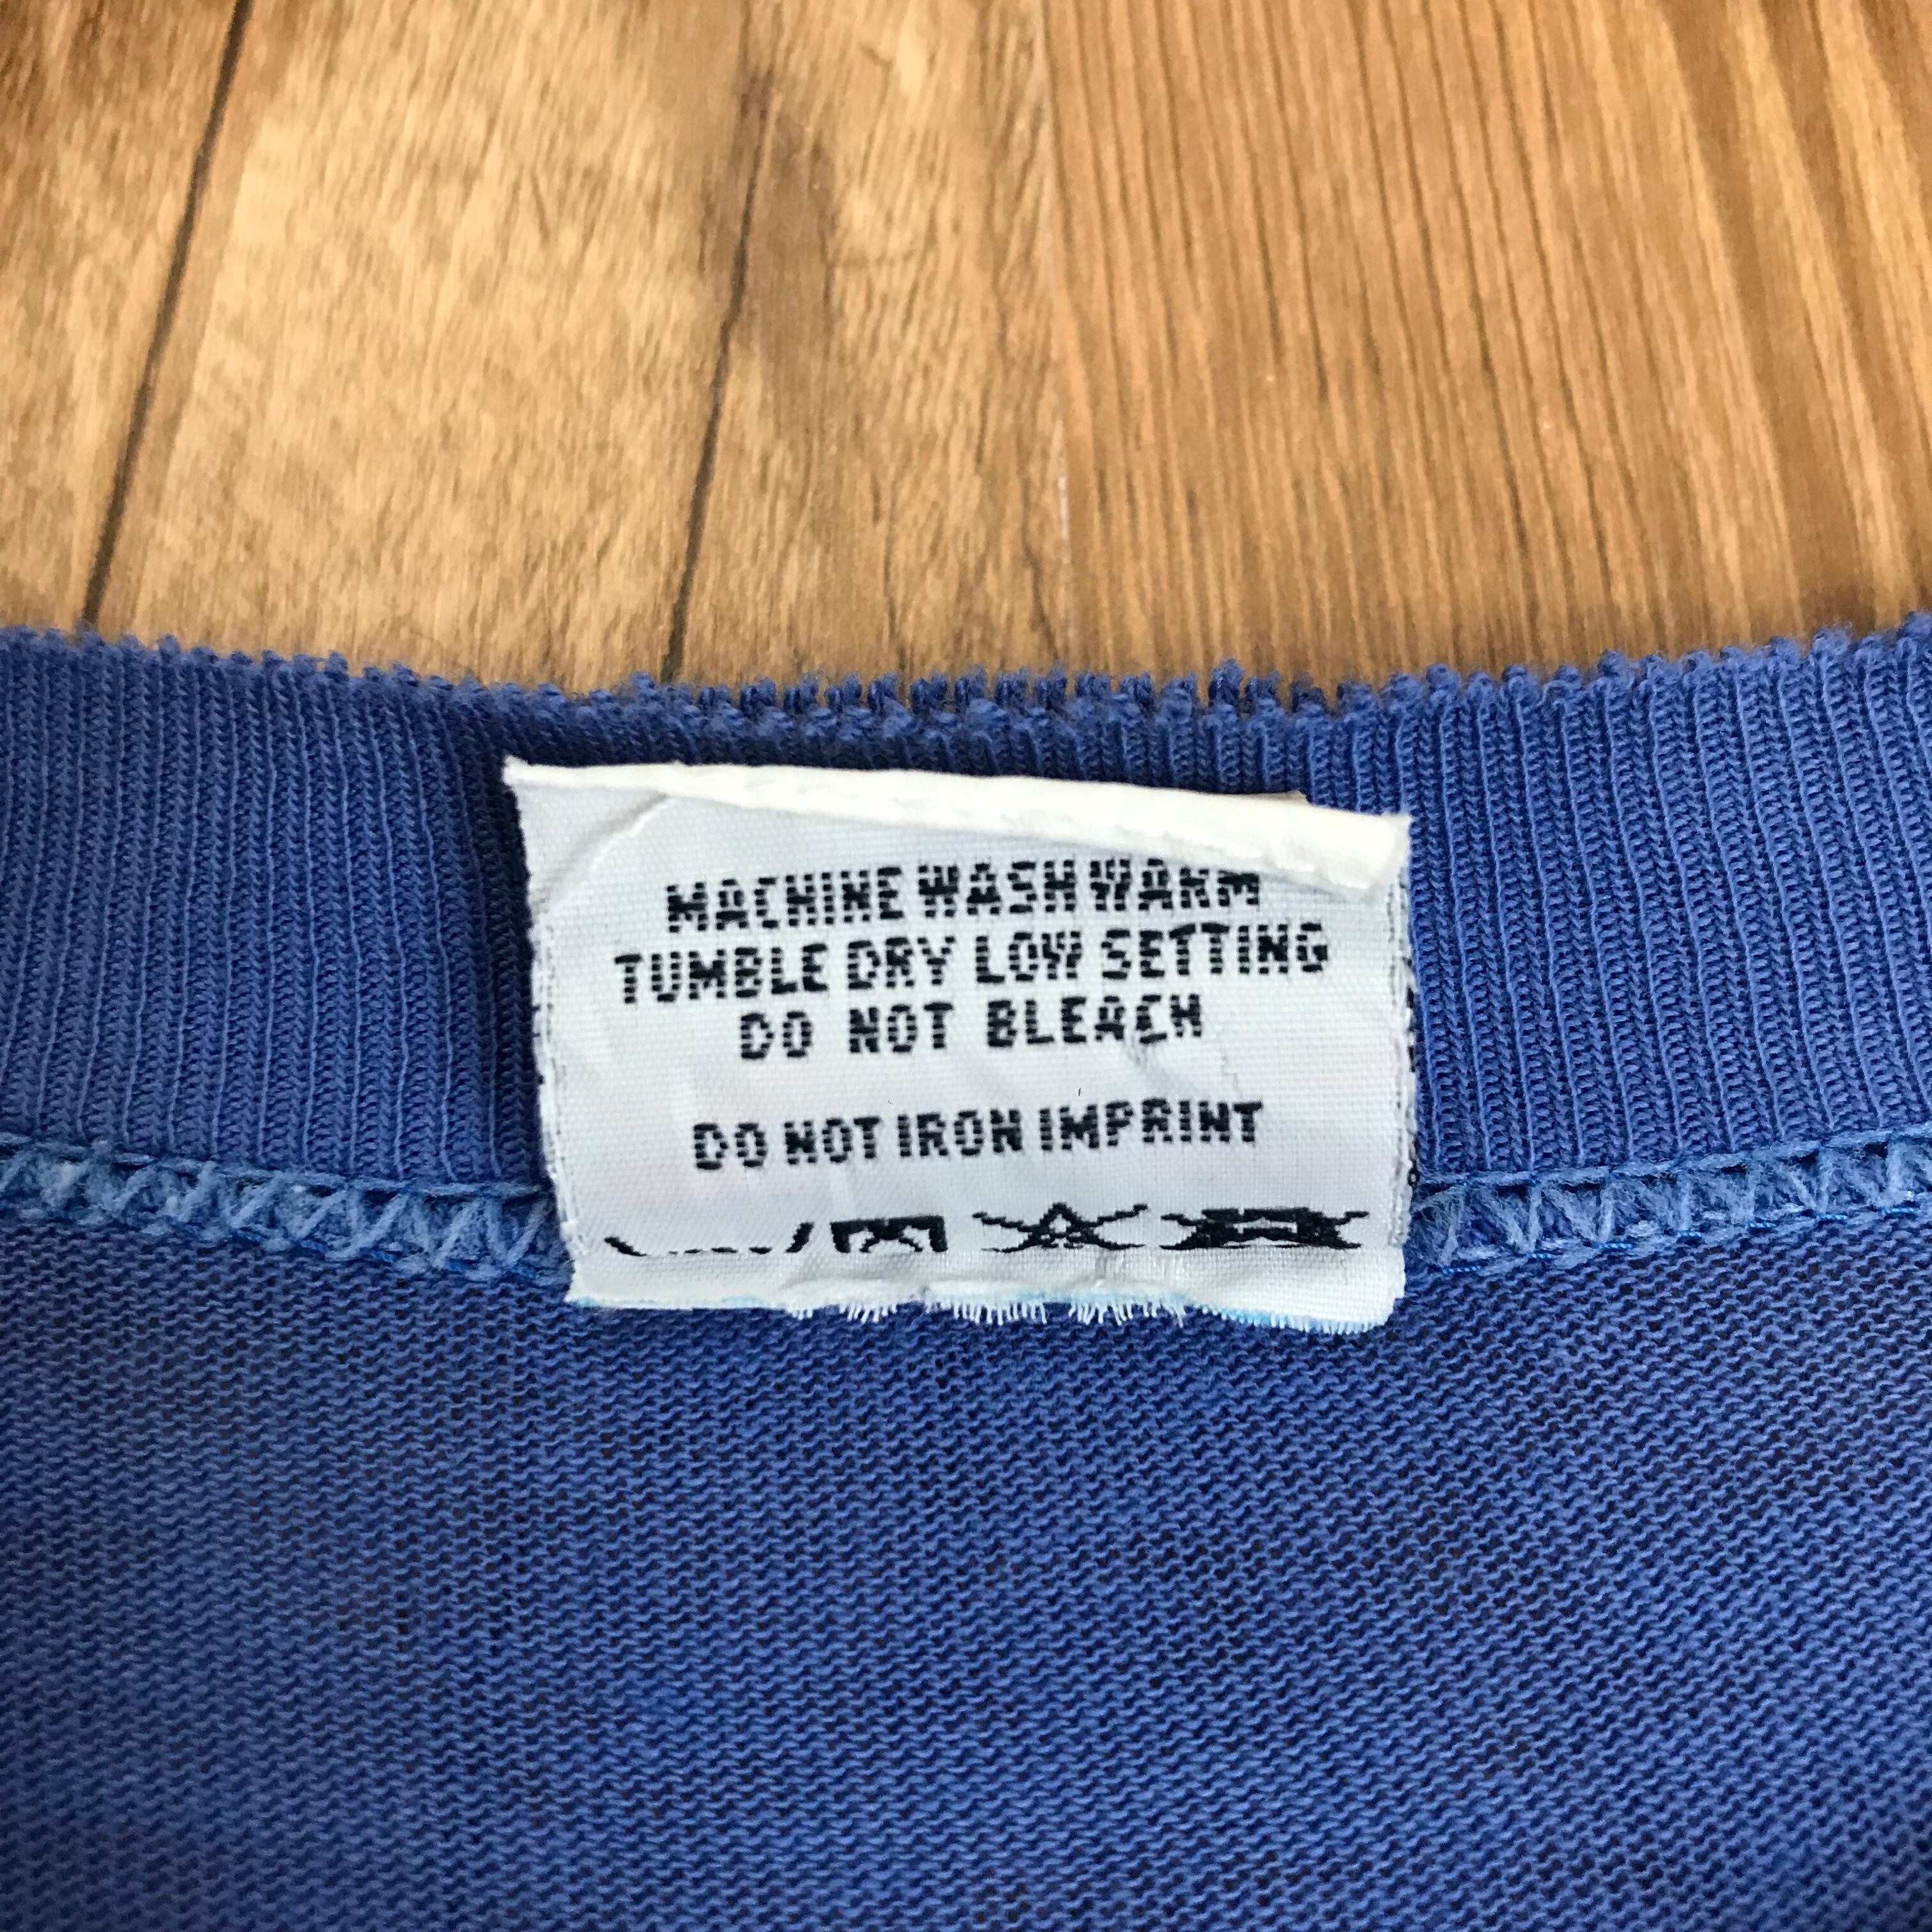 MACHINE WASH WARM
TUMBLE DRY LOW SETTING
DO NOT BLEACH
DO NOT IRON IMPRINT